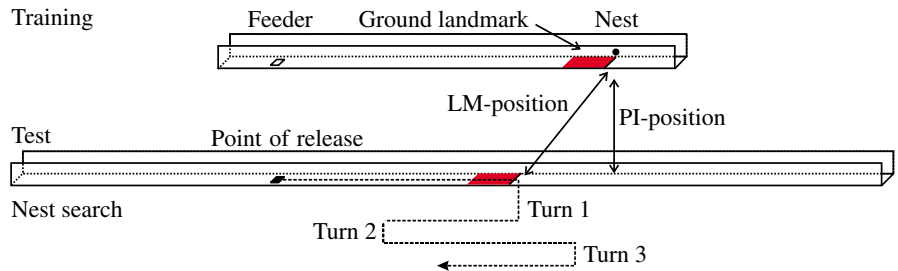 Training
Feeder
Ground landmark
Nest
LM-position
PI-position
Test
Point of release
Nest search
Turn 1
Turn 2
Turn 3